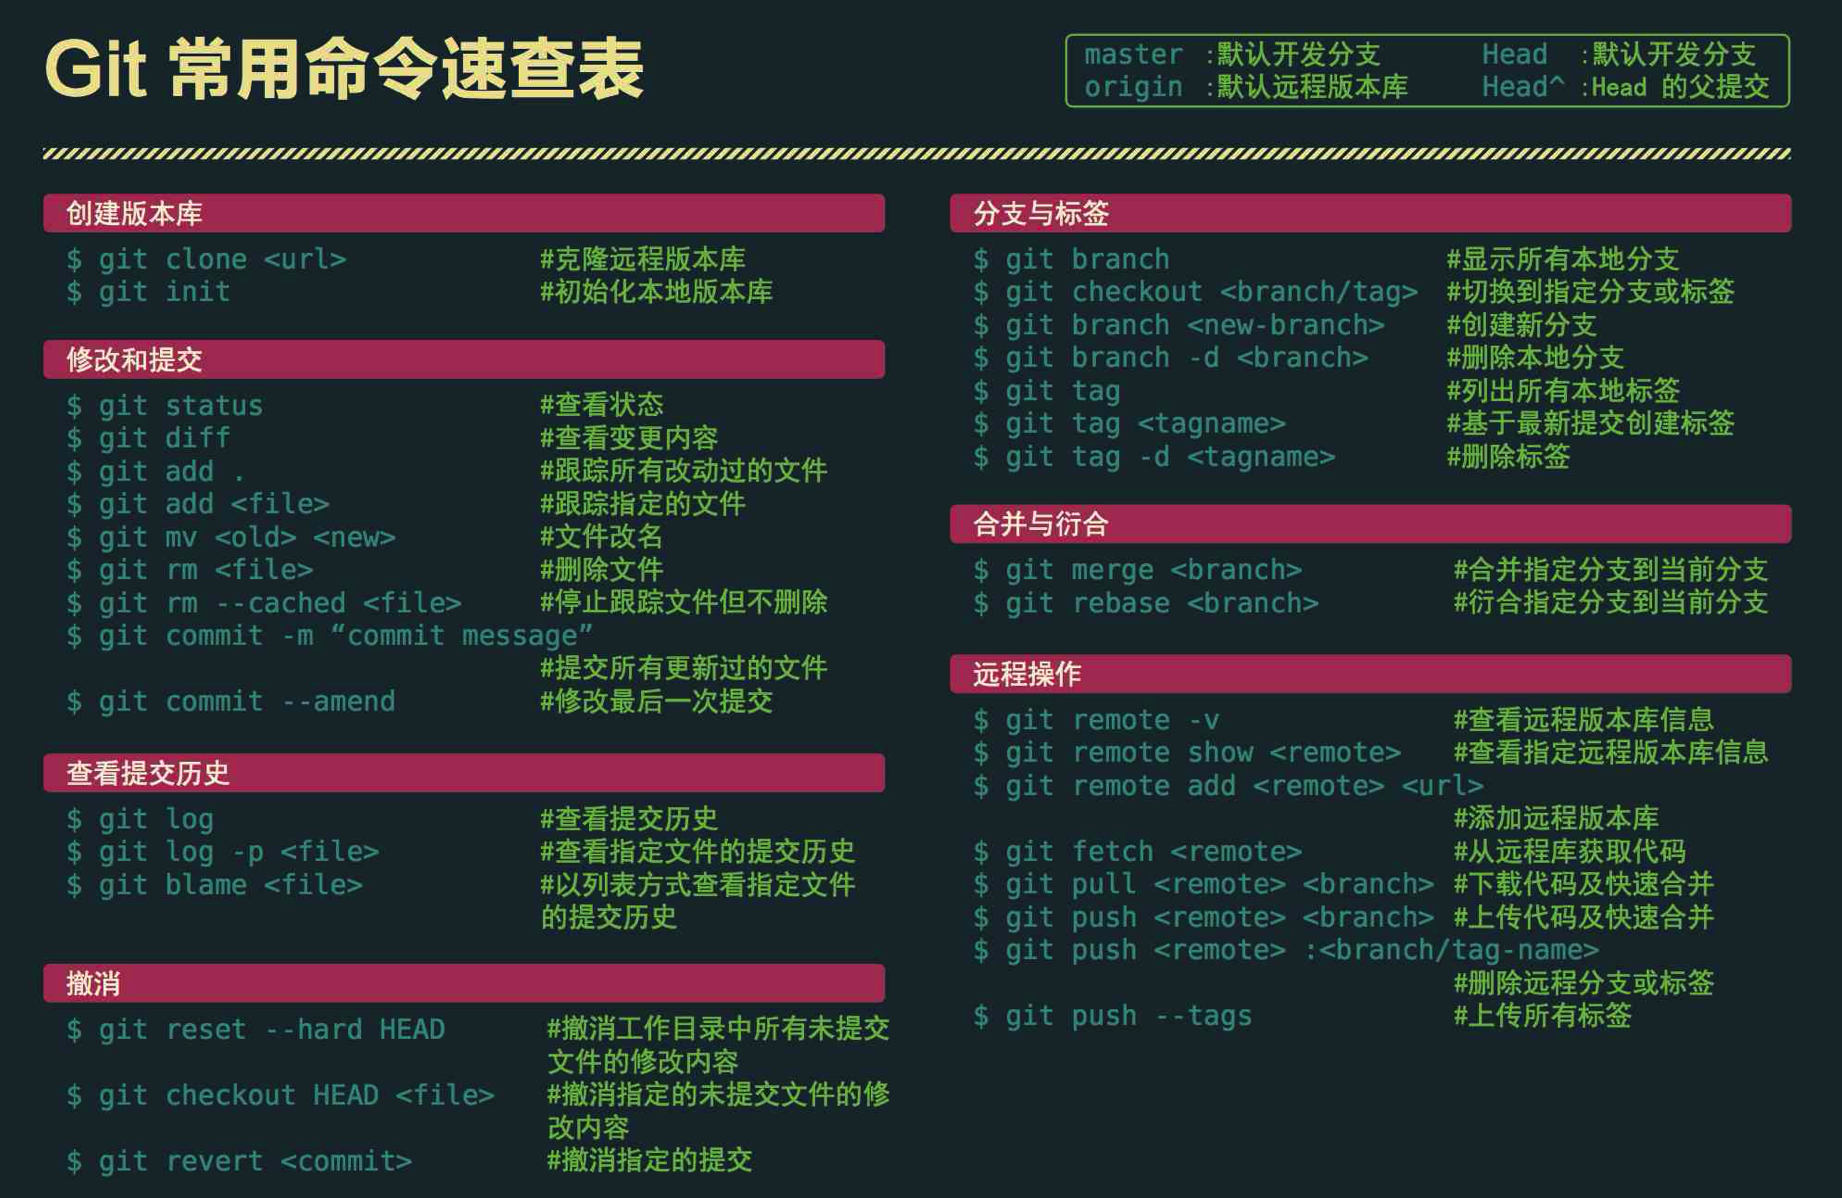 Git 常用命令速查表
master :默认开发分支 Head :默认开发分支
origin :默认远程版本库 Head^ :Head 的父提交
创建版本库
$ git clone <url> #克隆远程版本库
$ git init #初始化本地版本库
修改和提交
$ git status #查看状态
$ git diff #查看变更内容
$ git add . #跟踪所有改动过的文件
$ git add <file> #跟踪指定的文件
$ git mv <old> <new> #文件改名
$ git rm <file> #删除文件
$ git rm --cached <file> #停止跟踪文件但不删除
$ git commit -m “commit message”
#提交所有更新过的文件
$ git commit --amend #修改最后一次提交
查看提交历史
$ git log #查看提交历史
$ git log -p <file> #查看指定文件的提交历史
$ git blame <file> #以列表方式查看指定文件
的提交历史
撤消
$ git reset --hard HEAD #撤消工作目录中所有未提交
文件的修改内容
$ git checkout HEAD <file> #撤消指定的未提交文件的修
改内容
$ git revert <commit> #撤消指定的提交
分支与标签
$ git branch #显示所有本地分支
$ git checkout <branch/tag> #切换到指定分支或标签
$ git branch <new-branch> #创建新分支
$ git branch -d <branch> #删除本地分支
$ git tag #列出所有本地标签
$ git tag <tagname> #基于最新提交创建标签
$ git tag -d <tagname> #删除标签
合并与衍合
$ git merge <branch> #合并指定分支到当前分支
$ git rebase <branch> #衍合指定分支到当前分支
远程操作
$ git remote -v #查看远程版本库信息
$ git remote show <remote> #查看指定远程版本库信息
$ git remote add <remote> <url>
#添加远程版本库
$ git fetch <remote> #从远程库获取代码
$ git pull <remote> <branch> #下载代码及快速合并
$ git push <remote> <branch> #上传代码及快速合并
$ git push <remote> :<branch/tag-name>
#删除远程分支或标签
$ git push --tags #上传所有标签